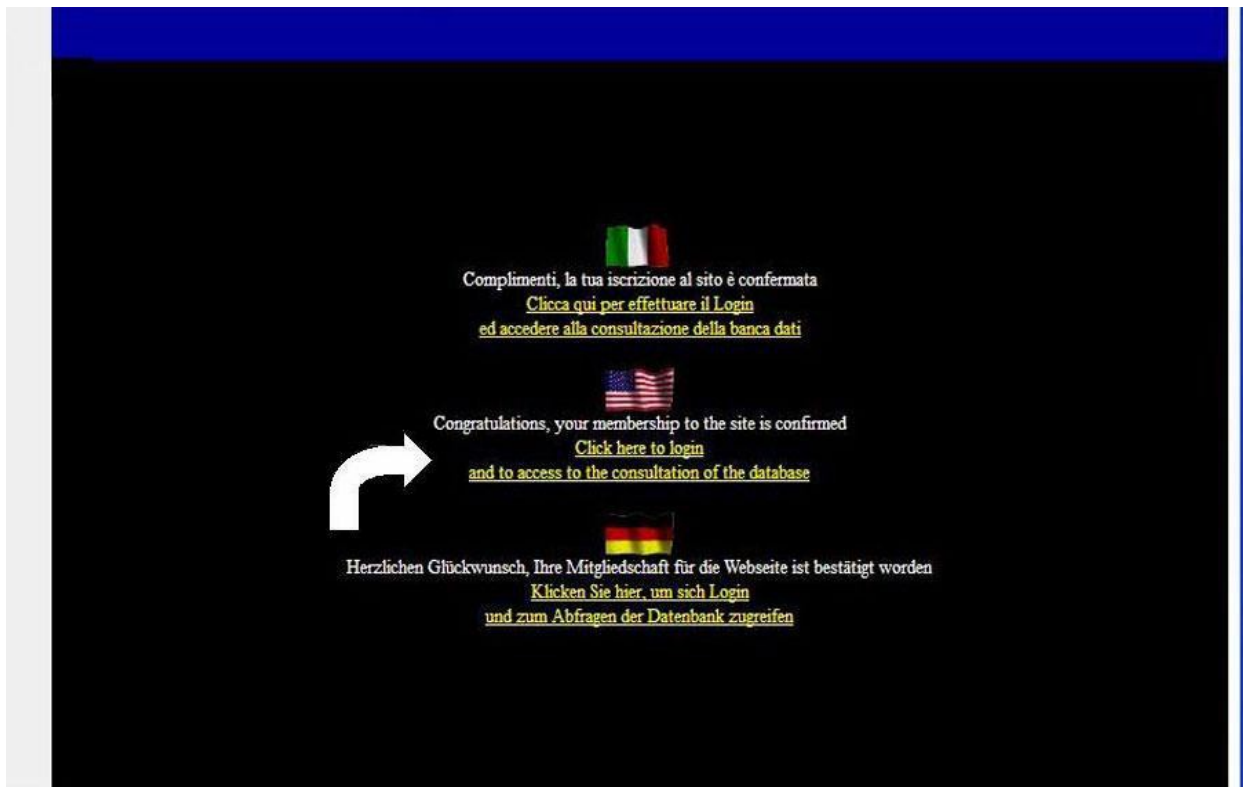 Complimenti, la tua iscrizione al sito è confermata
Clicca qui per effettuare il Login
ed accedere alla consultazione della banca dati
Congratulations, your membership to the site is confirmed
Click here to login
and to access to the consultation of the database
Herzlichen Glückwunsch, Ihre Mitgliedschaft für die Webseite ist bestätigt worden
Klicken Sie hier, um sich Login
und zum Abfragen der Datenbank zugreifen